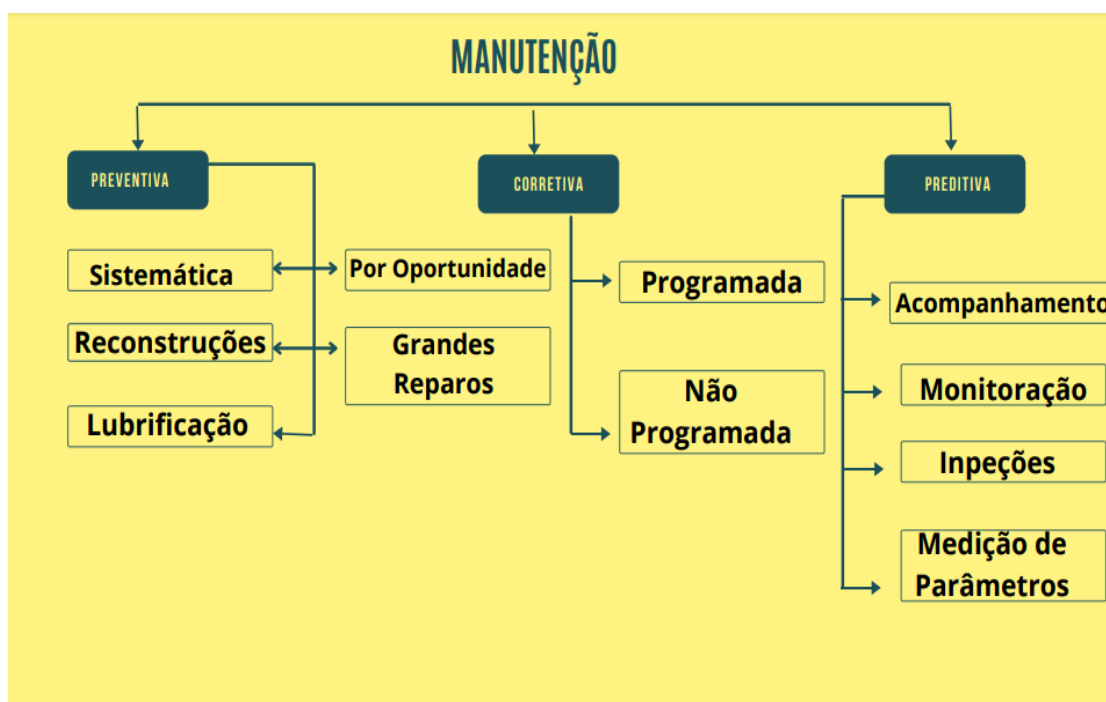 MANUTENÇÃO
PREVENTIVA
CORRETIVA
PREDITIVA
Sistemática
Por Oportunidade
Reconstruções
Grandes
Reparos
Lubrificação
Programada
Não
Programada
Acompanhamento
Monitoração
Inpeções
Medição de
Parâmetros